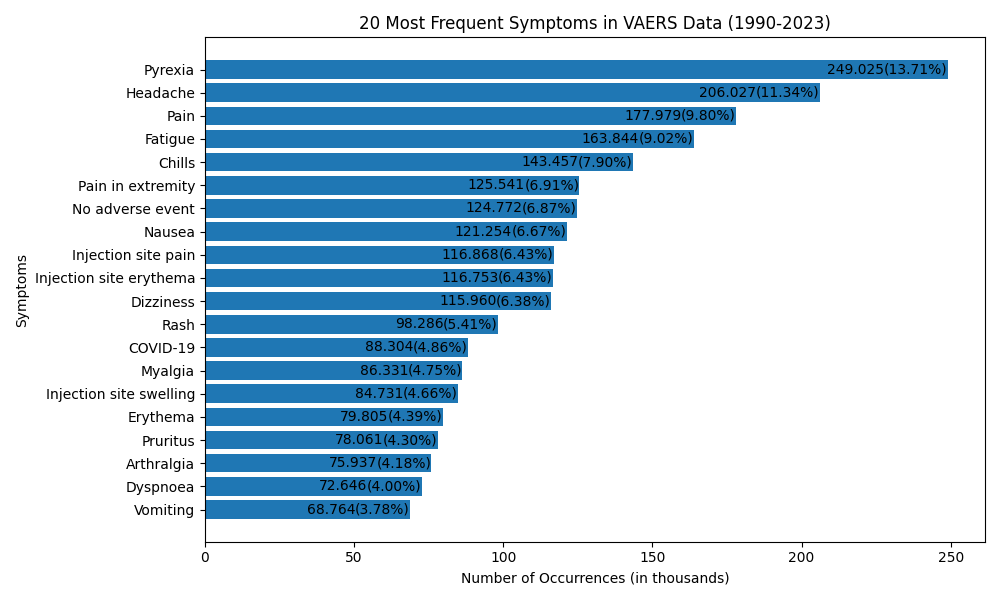 20 Most Frequent Symptoms in VAERS Data (1990-2023)
Symptoms
Pyrexia 249.025(13.71%)
Headache 206.027(11.34%)
Pain 177.979(9.80%)
Fatigue 163.844(9.02%)
Chills 143.457(7.90%)
Pain in extremity 125.541(6.91%)
No adverse event 124.772(6.87%)
Nausea 121.254(6.67%)
Injection site pain 116.868(6.43%)
Injection site erythema 116.753(6.43%)
Dizziness 115.960(6.38%)
Rash 98.286(5.41%)
COVID-19 88.304(4.86%)
Myalgia 86.331(4.75%)
Injection site swelling 84.731(4.66%)
Erythema 79.805(4.39%)
Pruritus 78.061(4.30%)
Arthralgia 75.937(4.18%)
Dyspnoea 72.646(4.00%)
Vomiting 68.764(3.78%)
0 50 100 150 200 250
Number of Occurrences (in thousands)